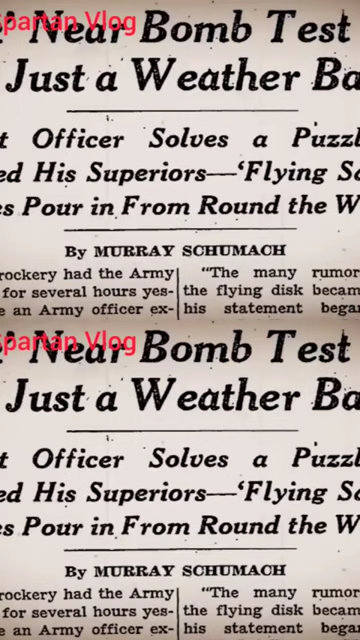 Spartan Vlog
Near Bomb Test
Just a Weather Ba
t Officer Solves a Puzzl
ed His Superiors—‘Flying Sa
es Pour in From Round the W
By MURRAY SCHUMACH
rockery had the Army
for several hours yes-
e an Army officer ex-
“The many rumor
the flying disk becam
his statement began
Spartan Vlog
Near Bomb Test
Just a Weather Ba
t Officer Solves a Puzzl
ed His Superiors—‘Flying Sa
es Pour in From Round the W
By MURRAY SCHUMACH
rockery had the Army
for several hours yes-
e an Army officer ex-
“The many rumor
the flying disk becam
his statement began